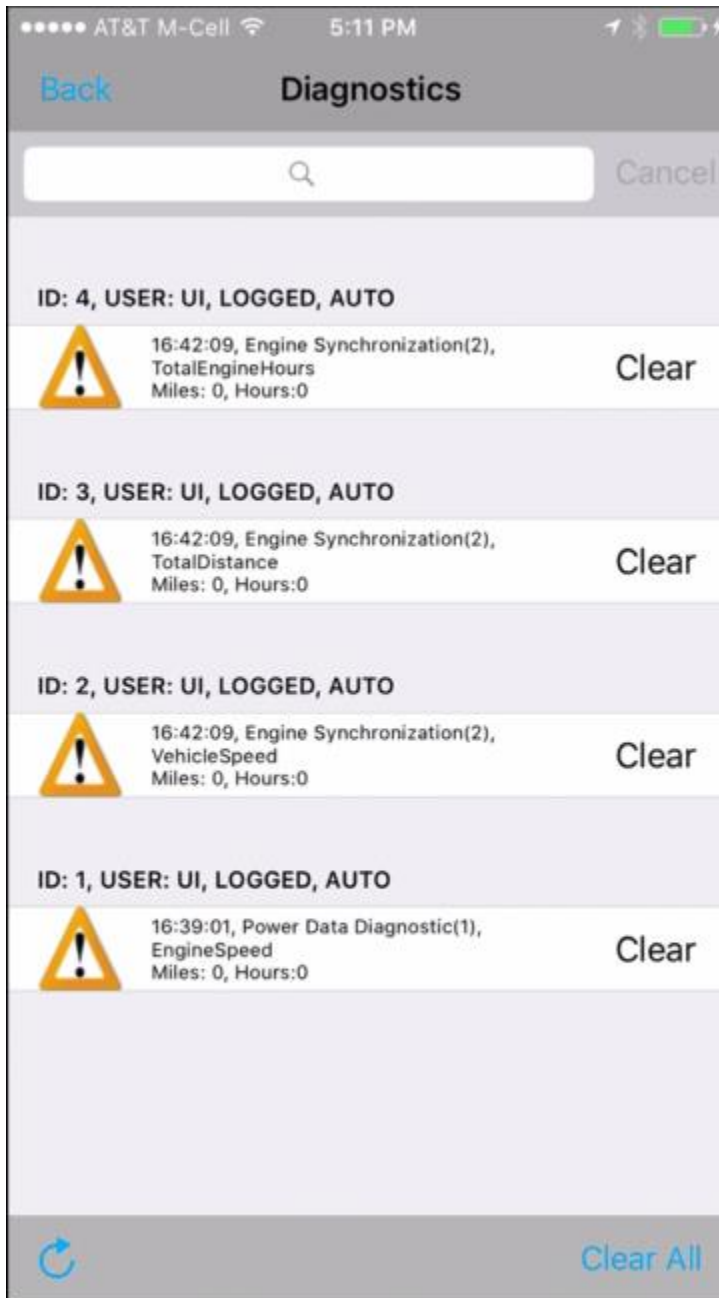 AT&T M-Cell 5:11 PM
Back Diagnostics
Cancel
ID: 4, USER: UI, LOGGED, AUTO
16:42:09, Engine Synchronization(2),
TotalEngineHours
Miles: 0, Hours:0
Clear
ID: 3, USER: UI, LOGGED, AUTO
16:42:09, Engine Synchronization(2),
TotalDistance
Miles: 0, Hours:0
Clear
ID: 2, USER: UI, LOGGED, AUTO
16:42:09, Engine Synchronization(2),
VehicleSpeed
Miles: 0, Hours:0
Clear
ID: 1, USER: UI, LOGGED, AUTO
16:39:01, Power Data Diagnostic(1),
EngineSpeed
Miles: 0, Hours:0
Clear
Clear All